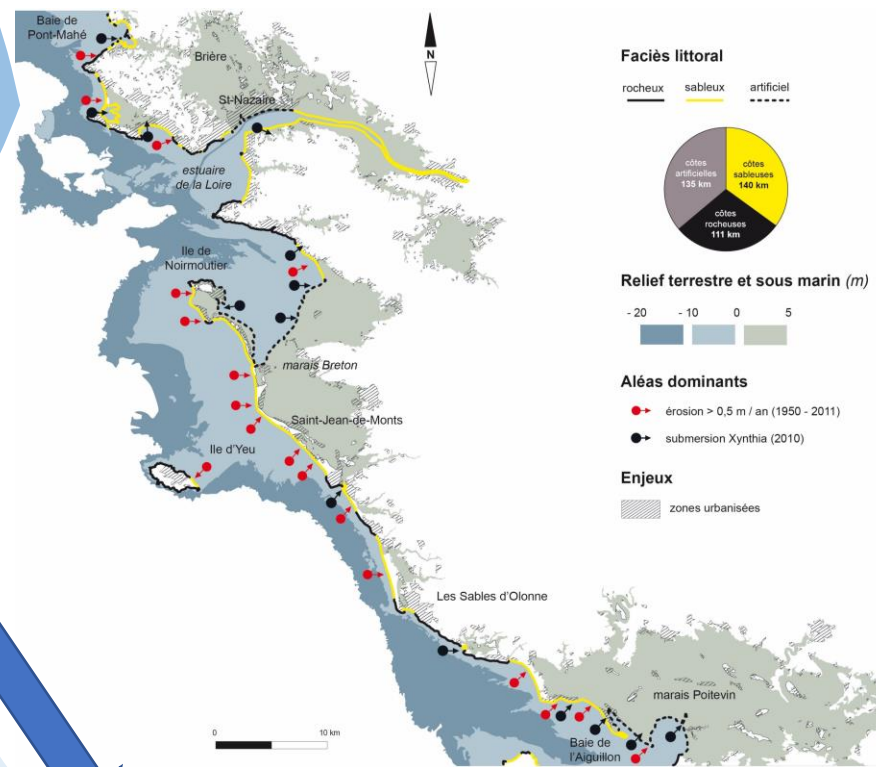 Baie de
Pont-Mahé
Brière
St-Nazaire
estuaire
de la Loire
Ile de
Noirmoutier
marais Breton
Saint-Jean-de-Monts
Ile d'Yeu
Les Sables d'Olonne
marais Poitevin
Baie de
l'Aiguillon
0 10 km
N
Faciès littoral
rocheux sableux artificiel
côtes
artificielles
135 km
côtes
sableuses
140 km
côtes
rocheuses
111 km
Relief terrestre et sous marin (m)
- 20 - 10 0 5
Aléas dominants
érosion > 0,5 m / an (1950 - 2011)
submersion Xynthia (2010)
Enjeux
zones urbanisées